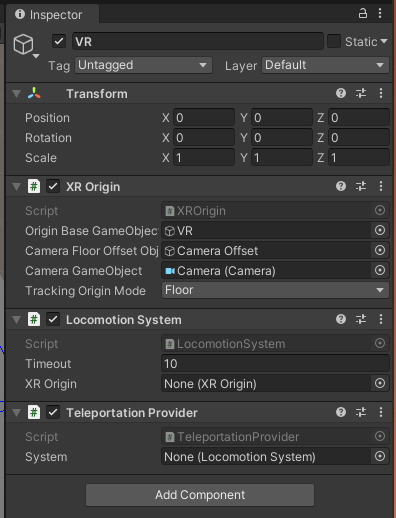 Inspector
VR
Static
Tag Untagged Layer Default
Transform
Position X 0 Y 0 Z 0
Rotation X 0 Y 0 Z 0
Scale X 1 Y 1 Z 1
# XR Origin
Script # XROrigin
Origin Base GameObjec VR
Camera Floor Offset Obj Camera Offset
Camera GameObject Camera (Camera)
Tracking Origin Mode Floor
# Locomotion System
Script # LocomotionSystem
Timeout 10
XR Origin None (XR Origin)
# Teleportation Provider
Script # TeleportationProvider
System None (Locomotion System)
Add Component